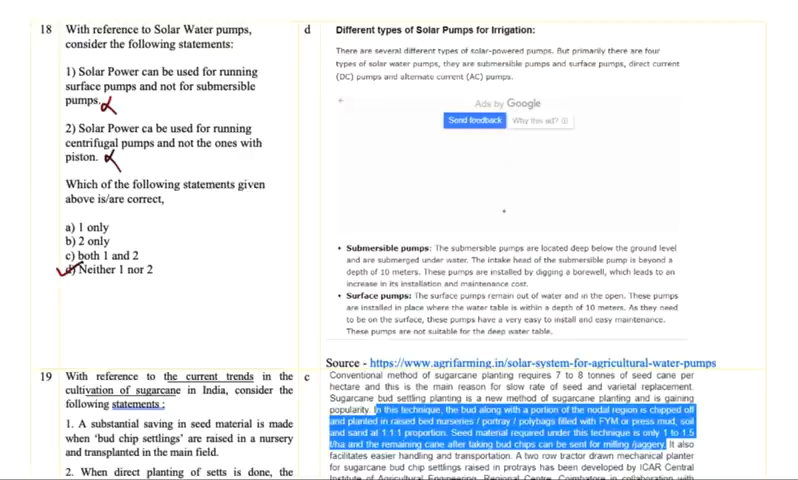 18 With reference to Solar Water pumps, d
consider the following statements:
1) Solar Power can be used for running
surface pumps and not for submersible
pumps.
2) Solar Power ca be used for running
centrifugal pumps and not the ones with
piston.
Which of the following statements given
above is/are correct,
a) 1 only
b) 2 only
c) both 1 and 2
d) Neither 1 nor 2
Different types of Solar Pumps for Irrigation:
There are several different types of solar-powered pumps. But primarily there are four
types of solar water pumps, they are submersible pumps and surface pumps, direct current
(DC) pumps and alternate current (AC) pumps.
Ads by Google
Send feedback Why this ad?
• Submersible pumps: The submersible pumps are located deep below the ground level
and are submerged under water. The intake head of the submersible pump is beyond a
depth of 10 meters. These pumps are installed by digging a borewell, which leads to an
increase in its installation and maintenance cost.
• Surface pumps: The surface pumps remain out of water and in the open. These pumps
are installed in place where the water table is within a depth of 10 meters. As they need
to be on the surface, these pumps have a very easy to install and easy maintenance.
These pumps are not suitable for the deep water table.
Source - https://www.agrifarming.in/solar-system-for-agricultural-water-pumps
19 With reference to the current trends in the c
cultivation of sugarcane in India, consider the
following statements :
1. A substantial saving in seed material is made
when ‘bud chip settlings’ are raised in a nursery
and transplanted in the main field.
2. When direct planting of setts is done, the
Conventional method of sugarcane planting requires 7 to 8 tonnes of seed cane per
hectare and this is the main reason for slow rate of seed and varietal replacement.
Sugarcane bud settling planting is a new method of sugarcane planting and is gaining
popularity. In this technique, the bud along with a portion of the nodal region is chipped off
and planted in raised bed nurseries / portray / polybags filled with FYM or press mud, soil
and sand at 1:1:1 proportion. Seed material required under this technique is only 1 to 1.5
t/ha and the remaining cane after taking bud chips can be sent for milling /jaggery. It also
facilitates easier handling and transportation. A two row tractor drawn mechanical planter
for sugarcane bud chip settlings raised in protrays has been developed by ICAR Central
Institute of Agricultural Engineering, Regional Centre, Coimbatore in collaboration with